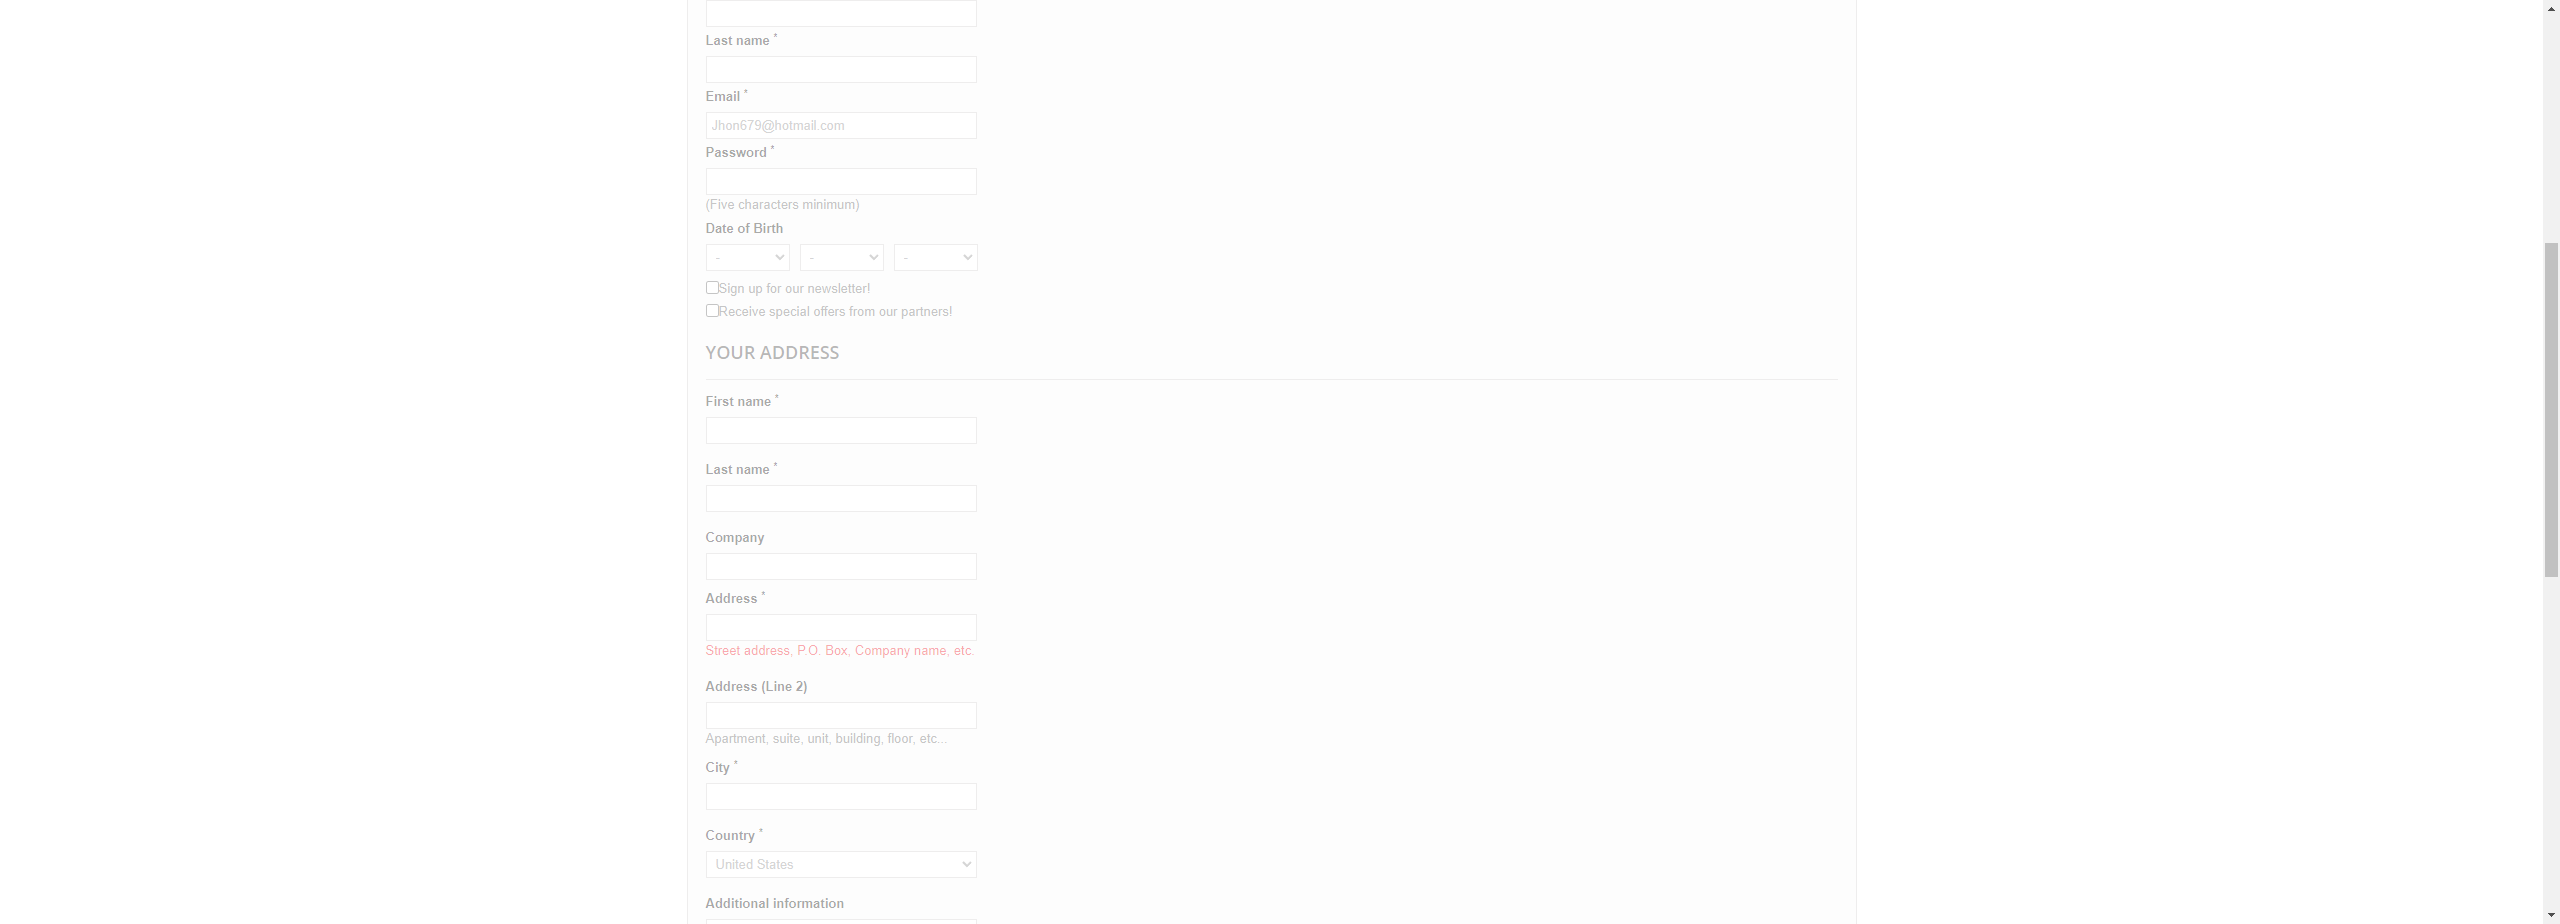 Last name *
Email *
Jhon679@hotmail.com
Password *
(Five characters minimum)
Date of Birth
- - -
Sign up for our newsletter!
Receive special offers from our partners!
YOUR ADDRESS
First name *
Last name *
Company
Address *
Street address, P.O. Box, Company name, etc.
Address (Line 2)
Apartment, suite, unit, building, floor, etc...
City *
Country *
United States
Additional information